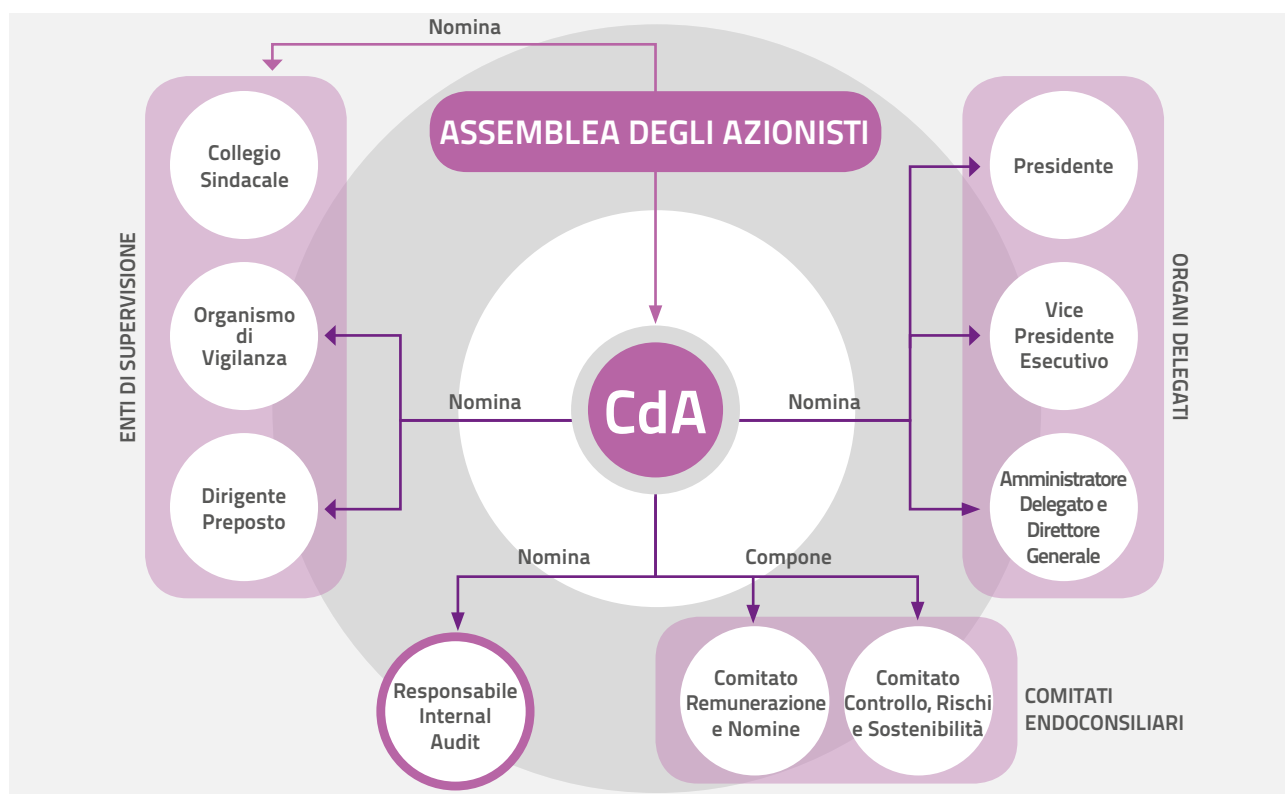 Nomina
ASSEMBLEA DEGLI AZIONISTI
ENTI DI SUPERVISIONE
Collegio
Sindacale
Organismo
di
Vigilanza
Dirigente
Preposto
Nomina
CdA
Nomina
Presidente
Vice
Presidente
Esecutivo
Amministratore
Delegato e
Direttore
Generale
ORGANI DELEGATI
Nomina
Compone
Responsabile
Internal
Audit
Comitato
Remunerazione
e Nomine
Comitato
Controllo, Rischi
e Sostenibilità
COMITATI
ENDOCONSILIARI